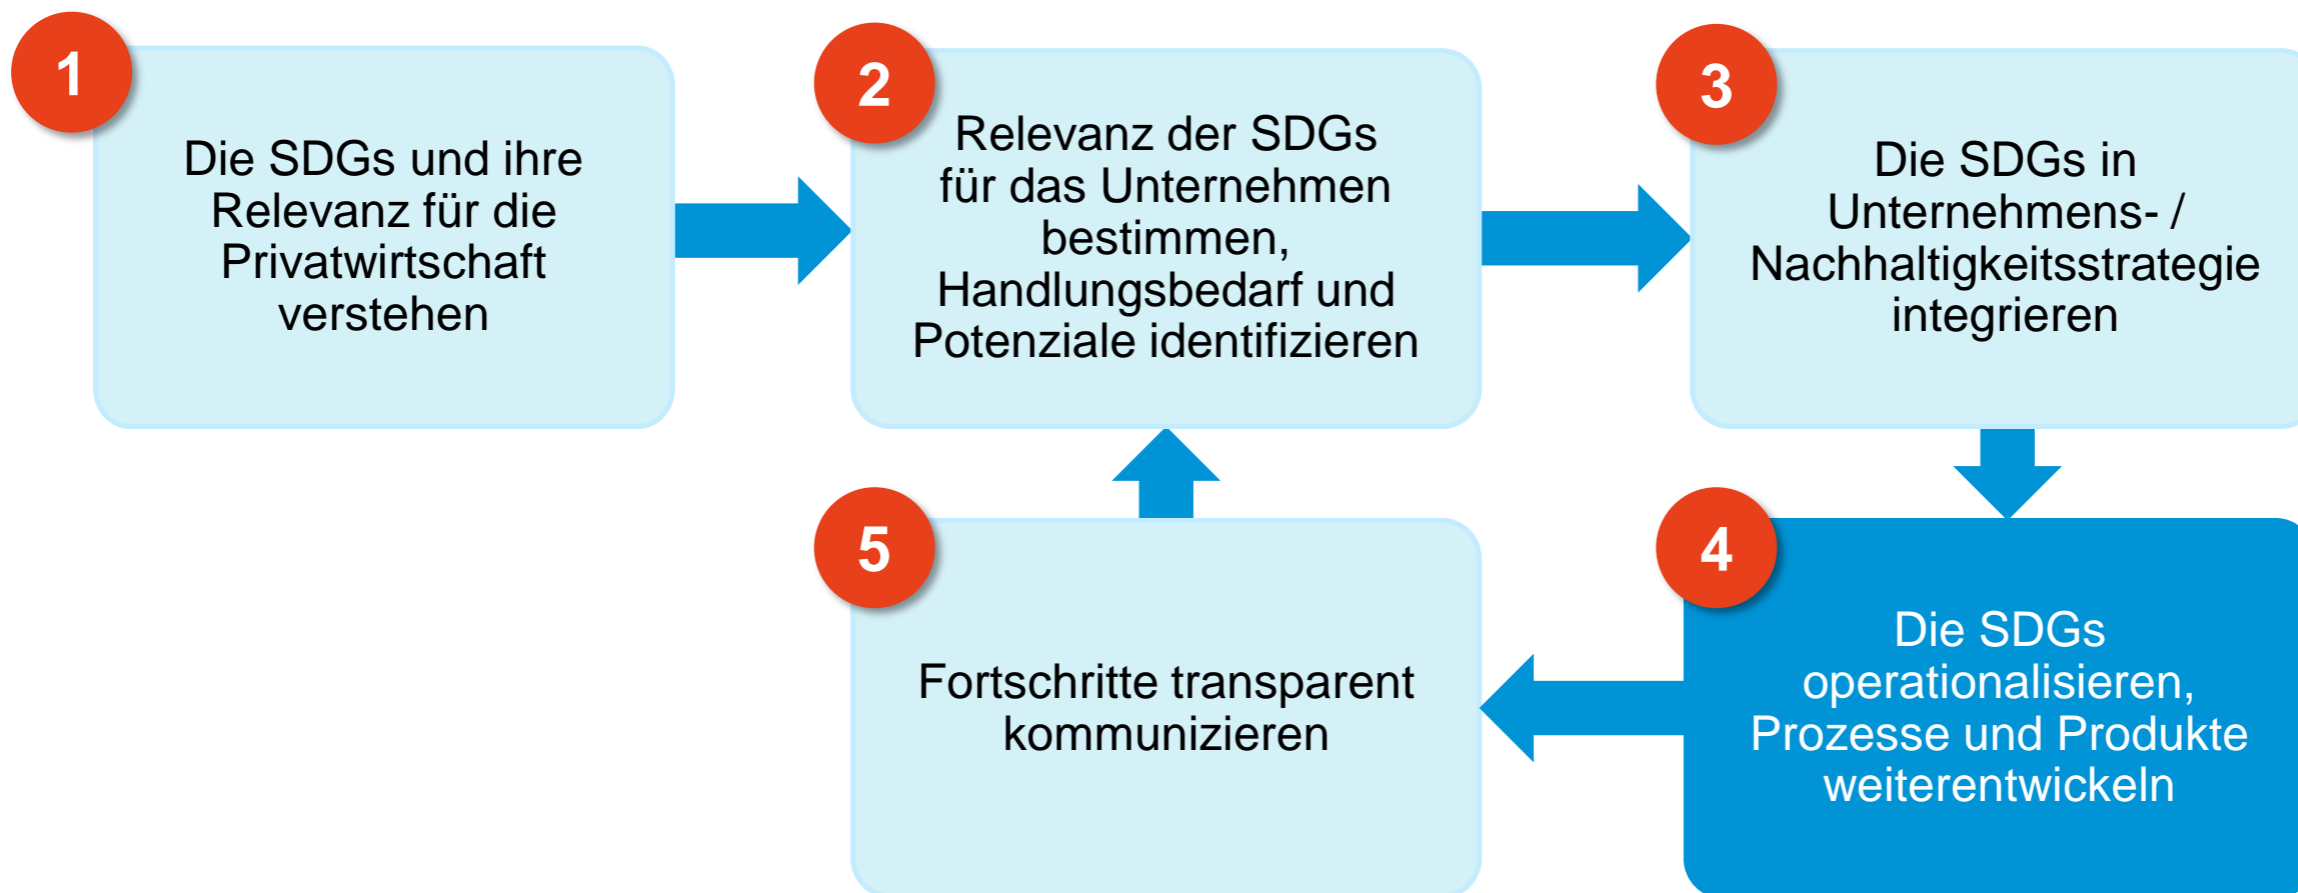 1
Die SDGs und ihre
Relevanz für die
Privatwirtschaft
verstehen
2
Relevanz der SDGs
für das Unternehmen
bestimmen,
Handlungsbedarf und
Potenziale identifizieren
3
Die SDGs in
Unternehmens- /
Nachhaltigkeitsstrategie
integrieren
4
Die SDGs
operationalisieren,
Prozesse und Produkte
weiterentwickeln
5
Fortschritte transparent
kommunizieren